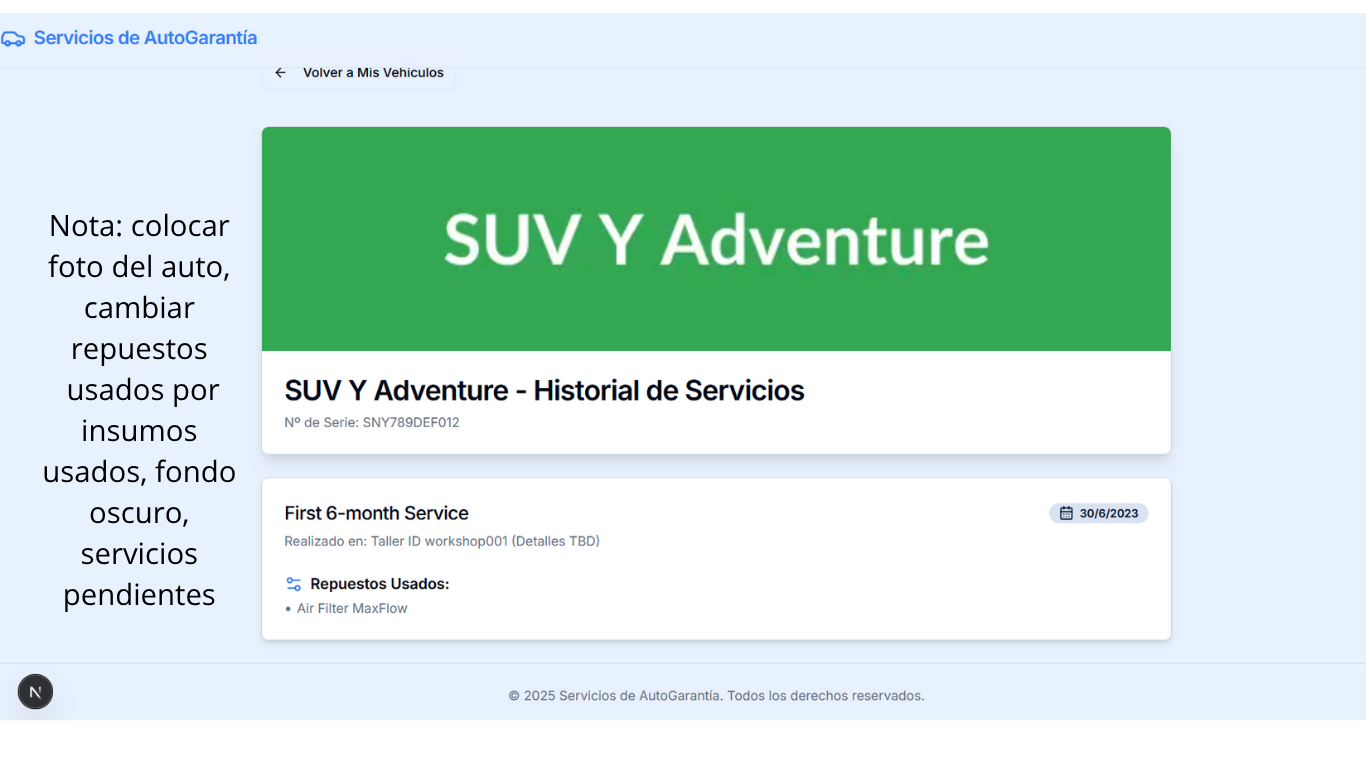 Servicios de AutoGarantía
Volver a Mis Vehiculos
SUV Y Adventure
Nota: colocar
foto del auto,
cambiar
repuestos
usados por
insumos
usados, fondo
oscuro,
servicios
pendientes
SUV Y Adventure - Historial de Servicios
Nº de Serie: SNY789DEF012
First 6-month Service
30/6/2023
Realizado en: Taller ID workshop001 (Detalles TBD)
Repuestos Usados:
• Air Filter MaxFlow
N
© 2025 Servicios de AutoGarantía. Todos los derechos reservados.